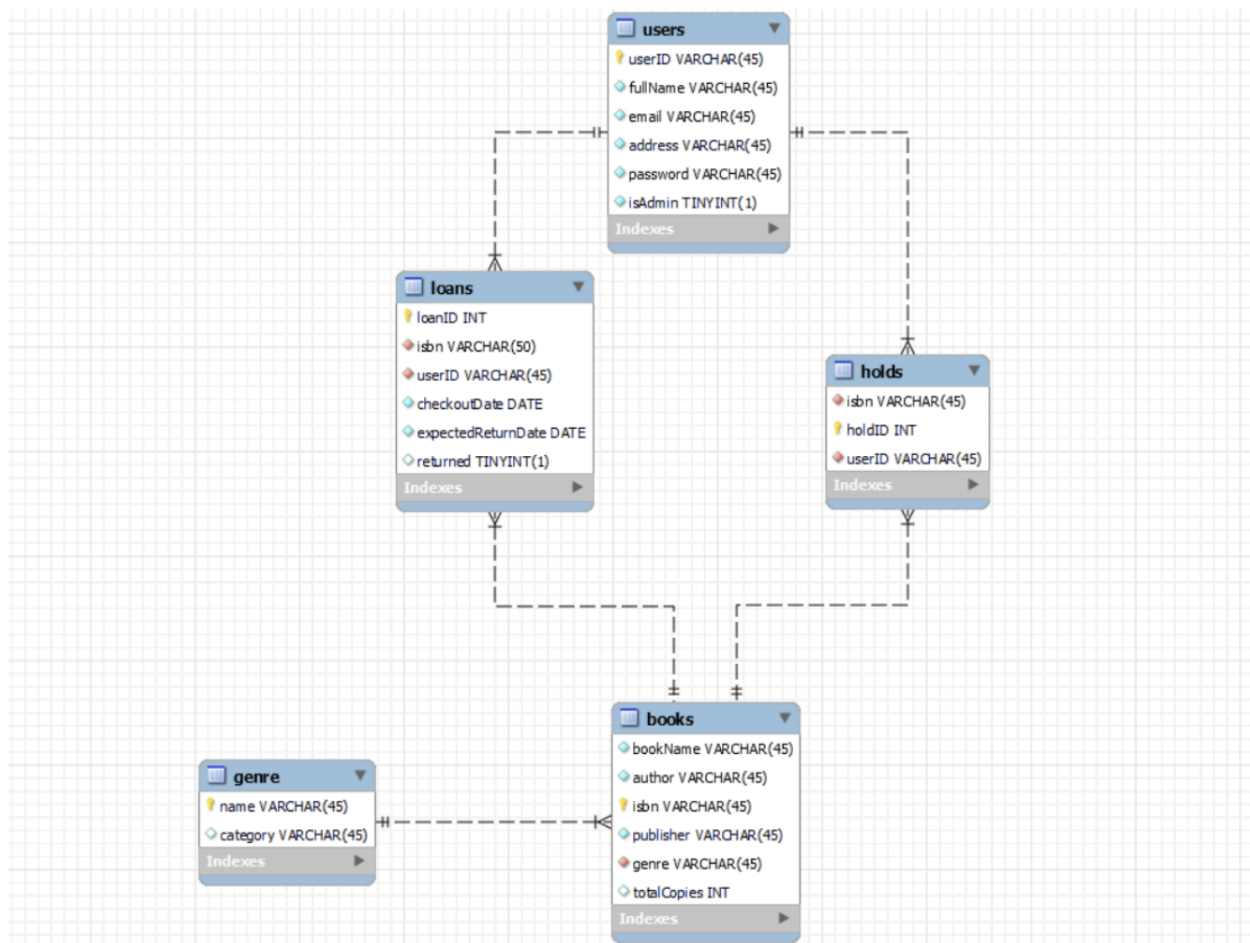 users
userID VARCHAR(45)
fullName VARCHAR(45)
email VARCHAR(45)
address VARCHAR(45)
password VARCHAR(45)
isAdmin TINYINT(1)
Indexes
loans
loanID INT
isbn VARCHAR(50)
userID VARCHAR(45)
checkoutDate DATE
expectedReturnDate DATE
returned TINYINT(1)
Indexes
holds
isbn VARCHAR(45)
holdID INT
userID VARCHAR(45)
Indexes
books
bookName VARCHAR(45)
author VARCHAR(45)
isbn VARCHAR(45)
publisher VARCHAR(45)
genre VARCHAR(45)
totalCopies INT
Indexes
genre
name VARCHAR(45)
category VARCHAR(45)
Indexes